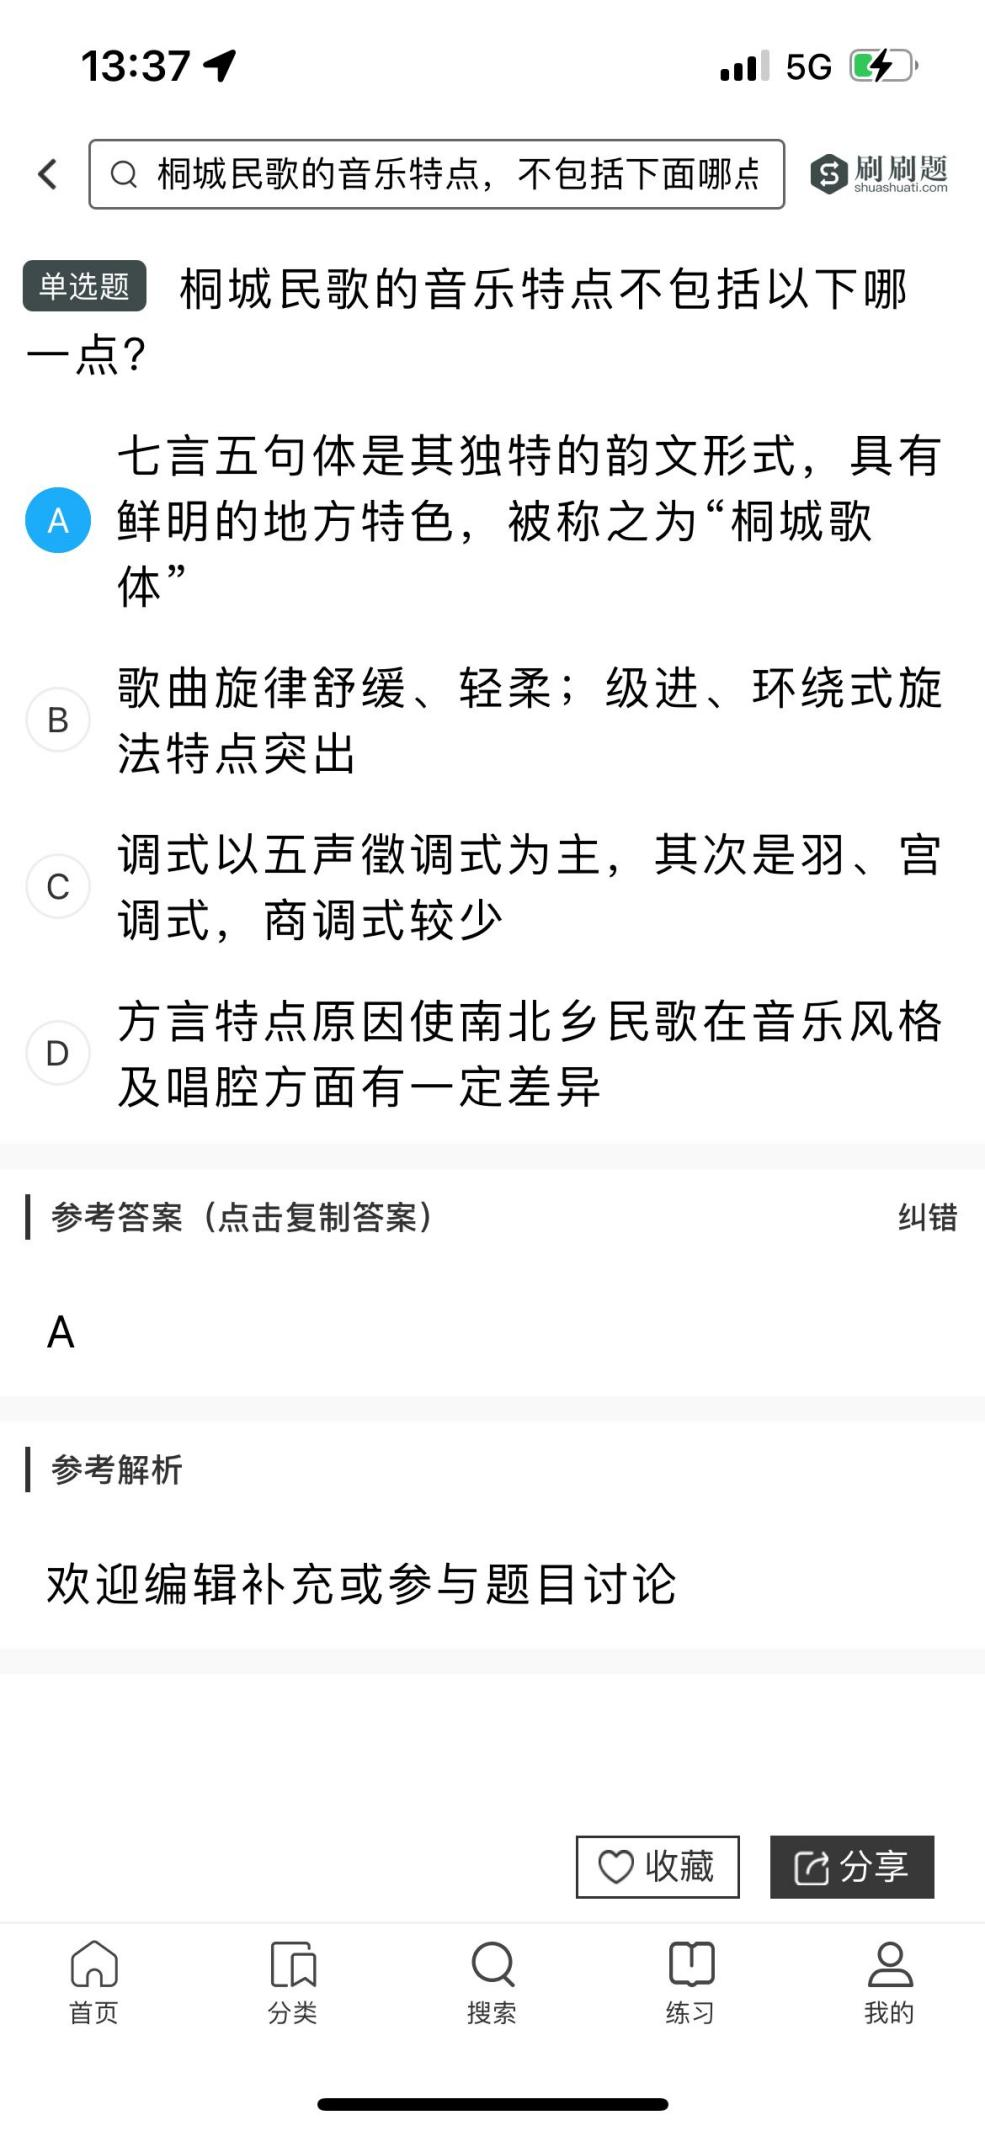 13:37
5G
桐城民歌的音乐特点，不包括下面哪点
刷刷题
shuashuati.com
单选题 桐城民歌的音乐特点不包括以下哪
一点?
七言五句体是其独特的韵文形式，具有
A 鲜明的地方特色，被称之为“桐城歌
体”
歌曲旋律舒缓、轻柔；级进、环绕式旋
B
法特点突出
调式以五声徵调式为主，其次是羽、宫
C
调式，商调式较少
方言特点原因使南北乡民歌在音乐风格
D
及唱腔方面有一定差异
参考答案（点击复制答案） 纠错
A
参考解析
欢迎编辑补充或参与题目讨论
收藏 分享
首页 分类 搜索 练习 我的